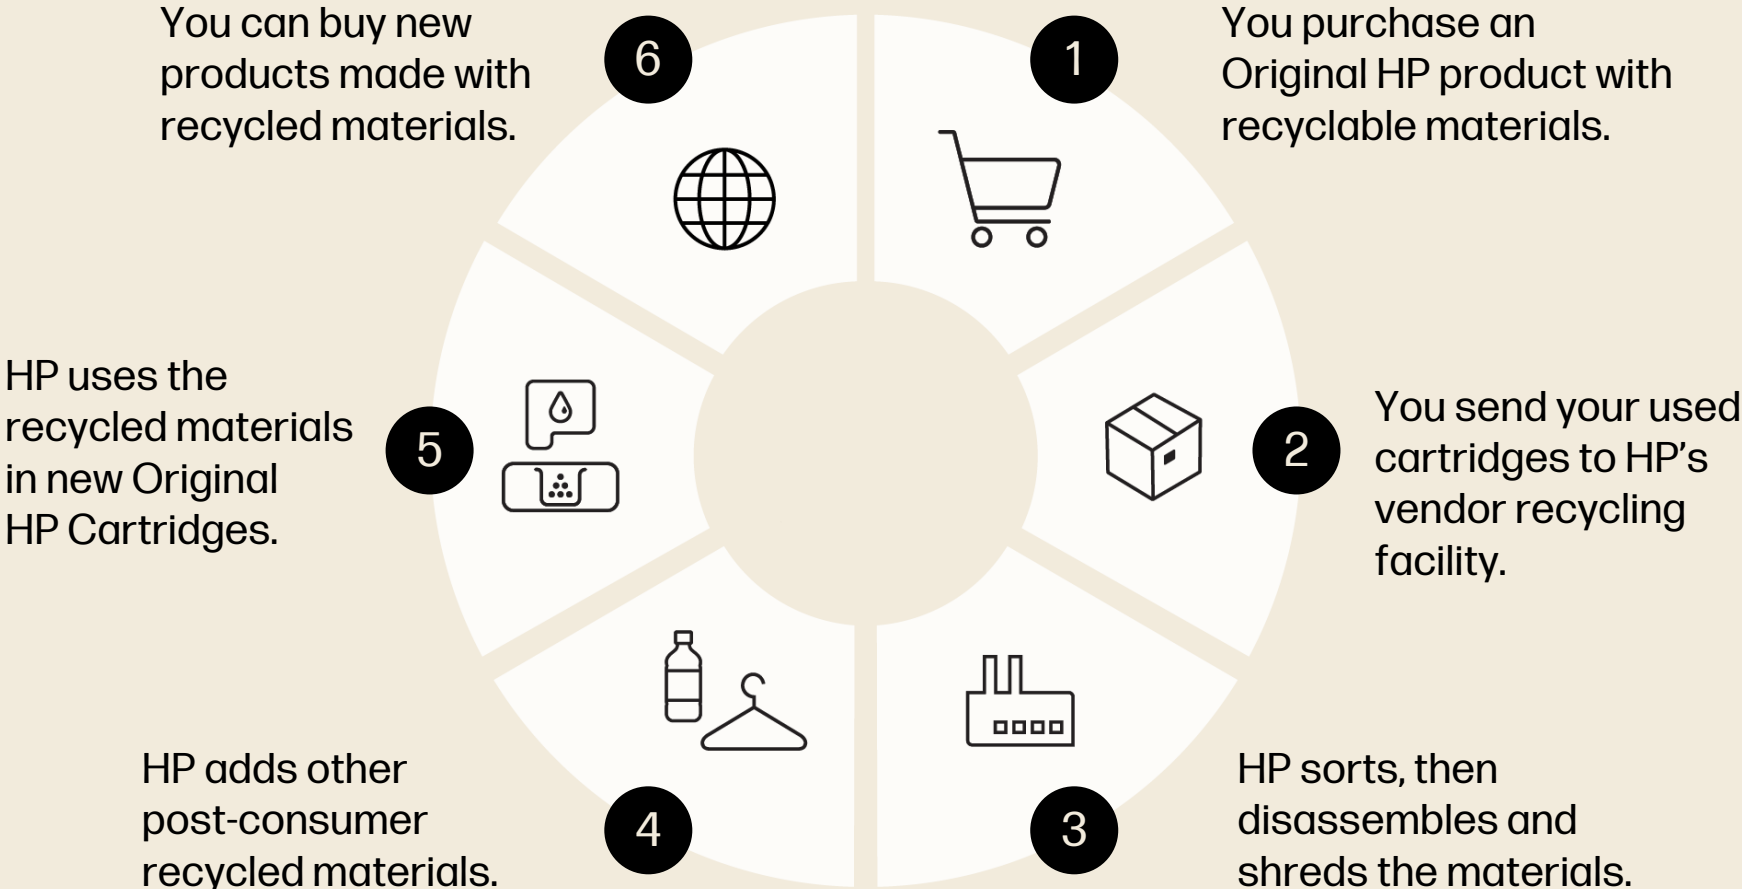 1
You purchase an
Original HP product with
recyclable materials.
2
You send your used
cartridges to HP’s
vendor recycling
facility.
3
HP sorts, then
disassembles and
shreds the materials.
4
HP adds other
post-consumer
recycled materials.
5
HP uses the
recycled materials
in new Original
HP Cartridges.
6
You can buy new
products made with
recycled materials.